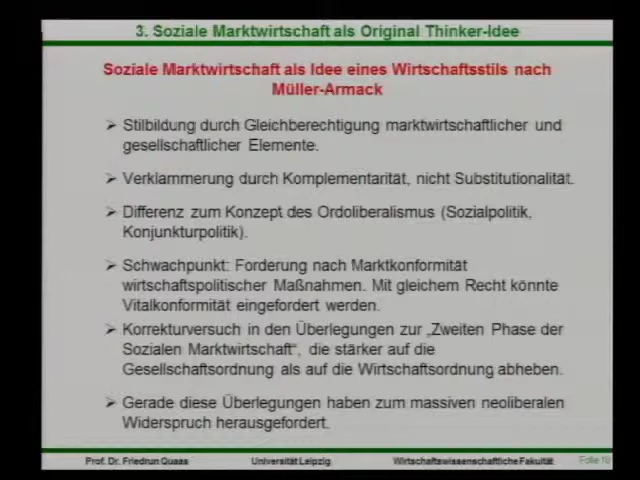 3. Soziale Marktwirtschaft als Original Thinker-Idee
Soziale Marktwirtschaft als Idee eines Wirtschaftsstils nach
Müller-Armack
➢ Stilbildung durch Gleichberechtigung marktwirtschaftlicher und
gesellschaftlicher Elemente.
➢ Verklammerung durch Komplementarität, nicht Substitutionalität.
➢ Differenz zum Konzept des Ordoliberalismus (Sozialpolitik,
Konjunkturpolitik).
➢ Schwachpunkt: Forderung nach Marktkonformität
wirtschaftspolitischer Maßnahmen. Mit gleichem Recht könnte
Vitalkonformität eingefordert werden.
➢ Korrekturversuch in den Überlegungen zur „Zweiten Phase der
Sozialen Marktwirtschaft“, die stärker auf die
Gesellschaftsordnung als auf die Wirtschaftsordnung abheben.
➢ Gerade diese Überlegungen haben zum massiven neoliberalen
Widerspruch herausgefordert.
Prof. Dr. Friedrun Quaas Universität Leipzig Wirtschaftswissenschaftliche Fakultät Folie